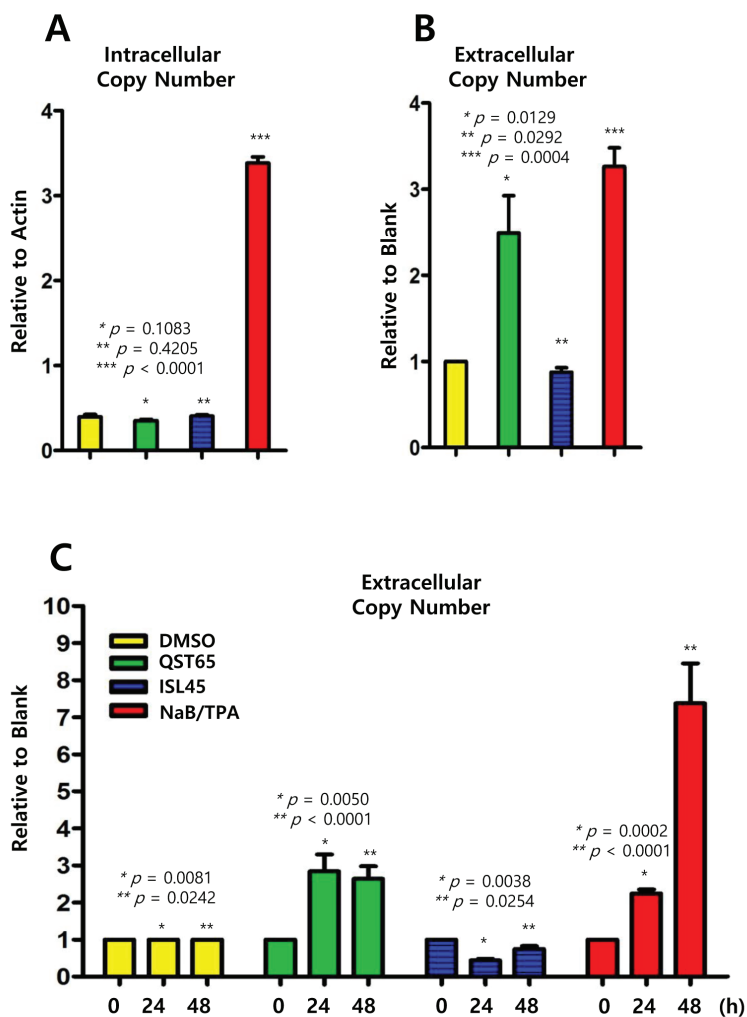 A
Intracellular
Copy Number
Relative to Actin
4
3
2
1
0
* p = 0.1083
** p = 0.4205
*** p < 0.0001
*
**
***
B
Extracellular
Copy Number
Relative to Blank
4
3
2
1
0
* p = 0.0129
** p = 0.0292
*** p = 0.0004
*
**
***
C
Extracellular
Copy Number
Relative to Blank
10
9
8
7
6
5
4
3
2
1
0
DMSO
QST65
ISL45
NaB/TPA
* p = 0.0081
** p = 0.0242
*
**
* p = 0.0050
** p < 0.0001
*
**
* p = 0.0038
** p = 0.0254
*
**
* p = 0.0002
** p < 0.0001
*
**
0 24 48 0 24 48 0 24 48 0 24 48 (h)